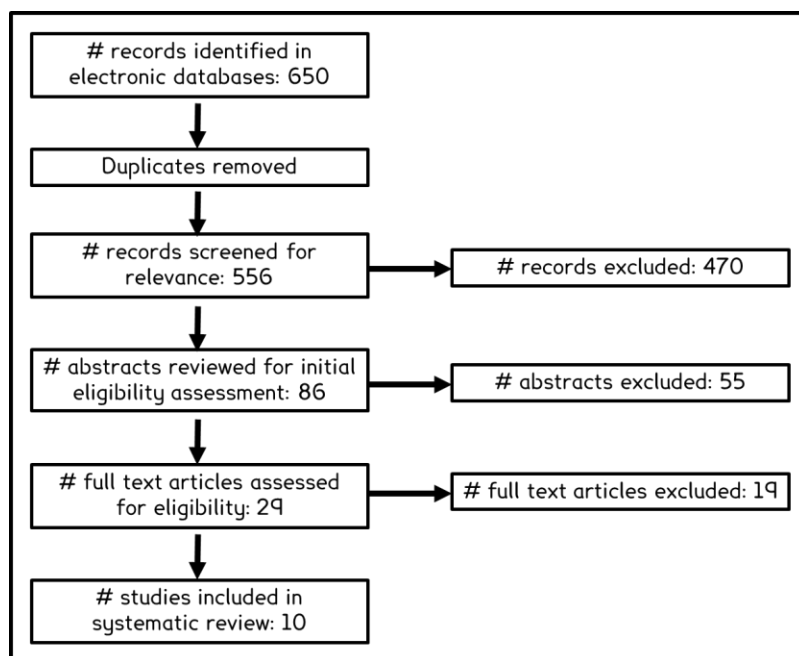 # records identified in
electronic databases: 650
Duplicates removed
# records screened for
relevance: 556
# records excluded: 470
# abstracts reviewed for initial
eligibility assessment: 86
# abstracts excluded: 55
# full text articles assessed
for eligibility: 29
# full text articles excluded: 19
# studies included in
systematic review: 10